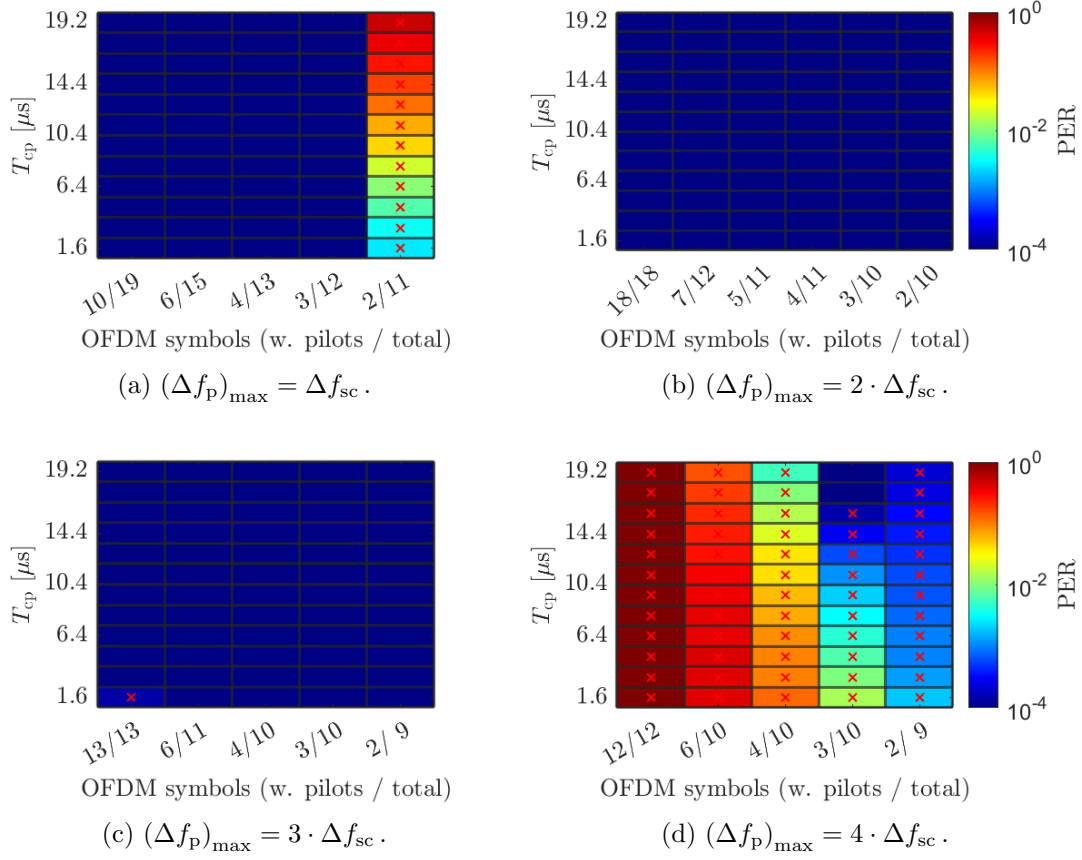 19.2
14.4
10.4
6.4
1.6
T_cp [μs]
10/19 6/15 4/13 3/12 2/11
OFDM symbols (w. pilots / total)
(a) (Δf_p)_max = Δf_sc .
19.2
14.4
10.4
6.4
1.6
T_cp [μs]
18/18 7/12 5/11 4/11 3/10 2/10
OFDM symbols (w. pilots / total)
10^0
10^-2
10^-4
PER
(b) (Δf_p)_max = 2 · Δf_sc .
19.2
14.4
10.4
6.4
1.6
T_cp [μs]
13/13 6/11 4/10 3/10 2/ 9
OFDM symbols (w. pilots / total)
(c) (Δf_p)_max = 3 · Δf_sc .
19.2
14.4
10.4
6.4
1.6
T_cp [μs]
12/12 6/10 4/10 3/10 2/ 9
OFDM symbols (w. pilots / total)
10^0
10^-2
10^-4
PER
(d) (Δf_p)_max = 4 · Δf_sc .